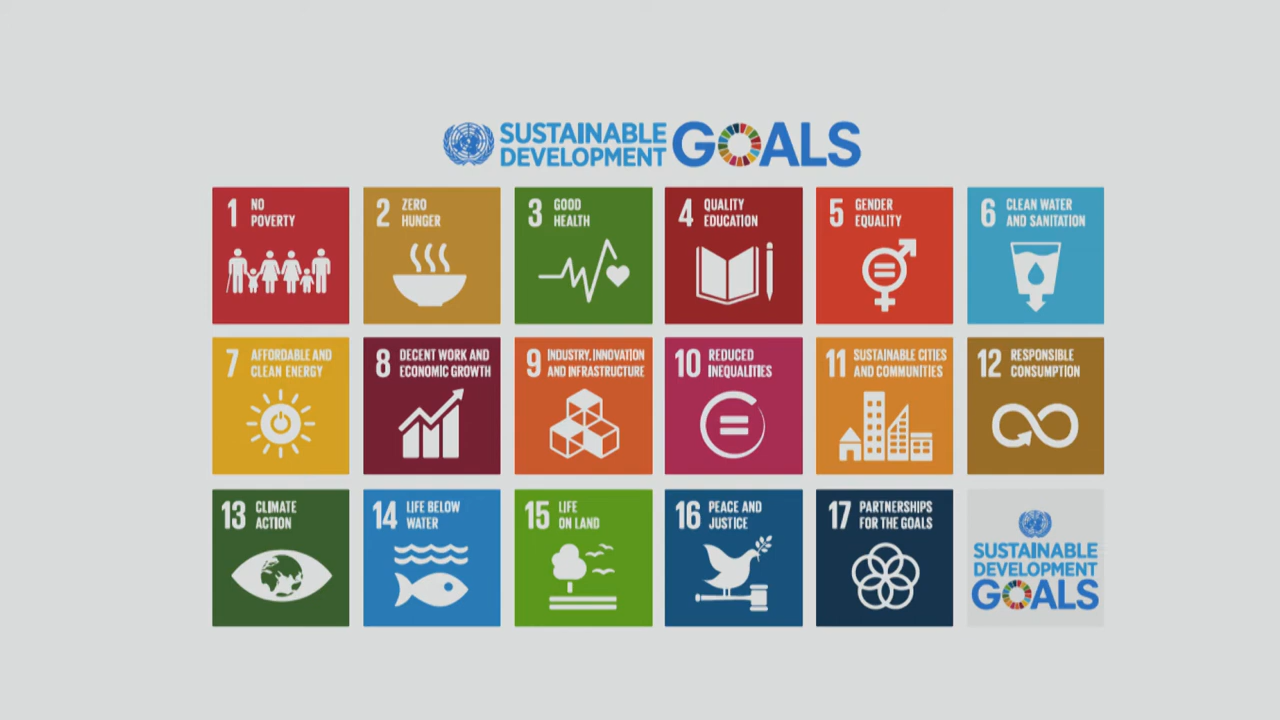 SUSTAINABLE
DEVELOPMENT
GOALS
1 NO
POVERTY
2 ZERO
HUNGER
3 GOOD
HEALTH
4 QUALITY
EDUCATION
5 GENDER
EQUALITY
6 CLEAN WATER
AND SANITATION
7 AFFORDABLE AND
CLEAN ENERGY
8 DECENT WORK AND
ECONOMIC GROWTH
9 INDUSTRY, INNOVATION
AND INFRASTRUCTURE
10 REDUCED
INEQUALITIES
11 SUSTAINABLE CITIES
AND COMMUNITIES
12 RESPONSIBLE
CONSUMPTION
13 CLIMATE
ACTION
14 LIFE BELOW
WATER
15 LIFE
ON LAND
16 PEACE AND
JUSTICE
17 PARTNERSHIPS
FOR THE GOALS
SUSTAINABLE
DEVELOPMENT
GOALS